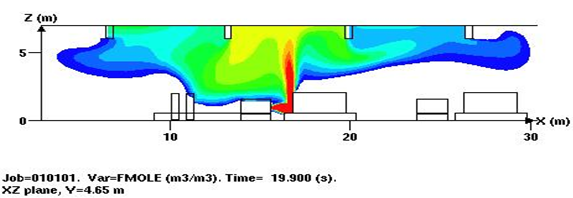 Z (m)
5
0
X (m)
10
20
30
Job=010101. Var=FMOLE (m3/m3). Time= 19.900 (s).
XZ plane, Y=4.65 m